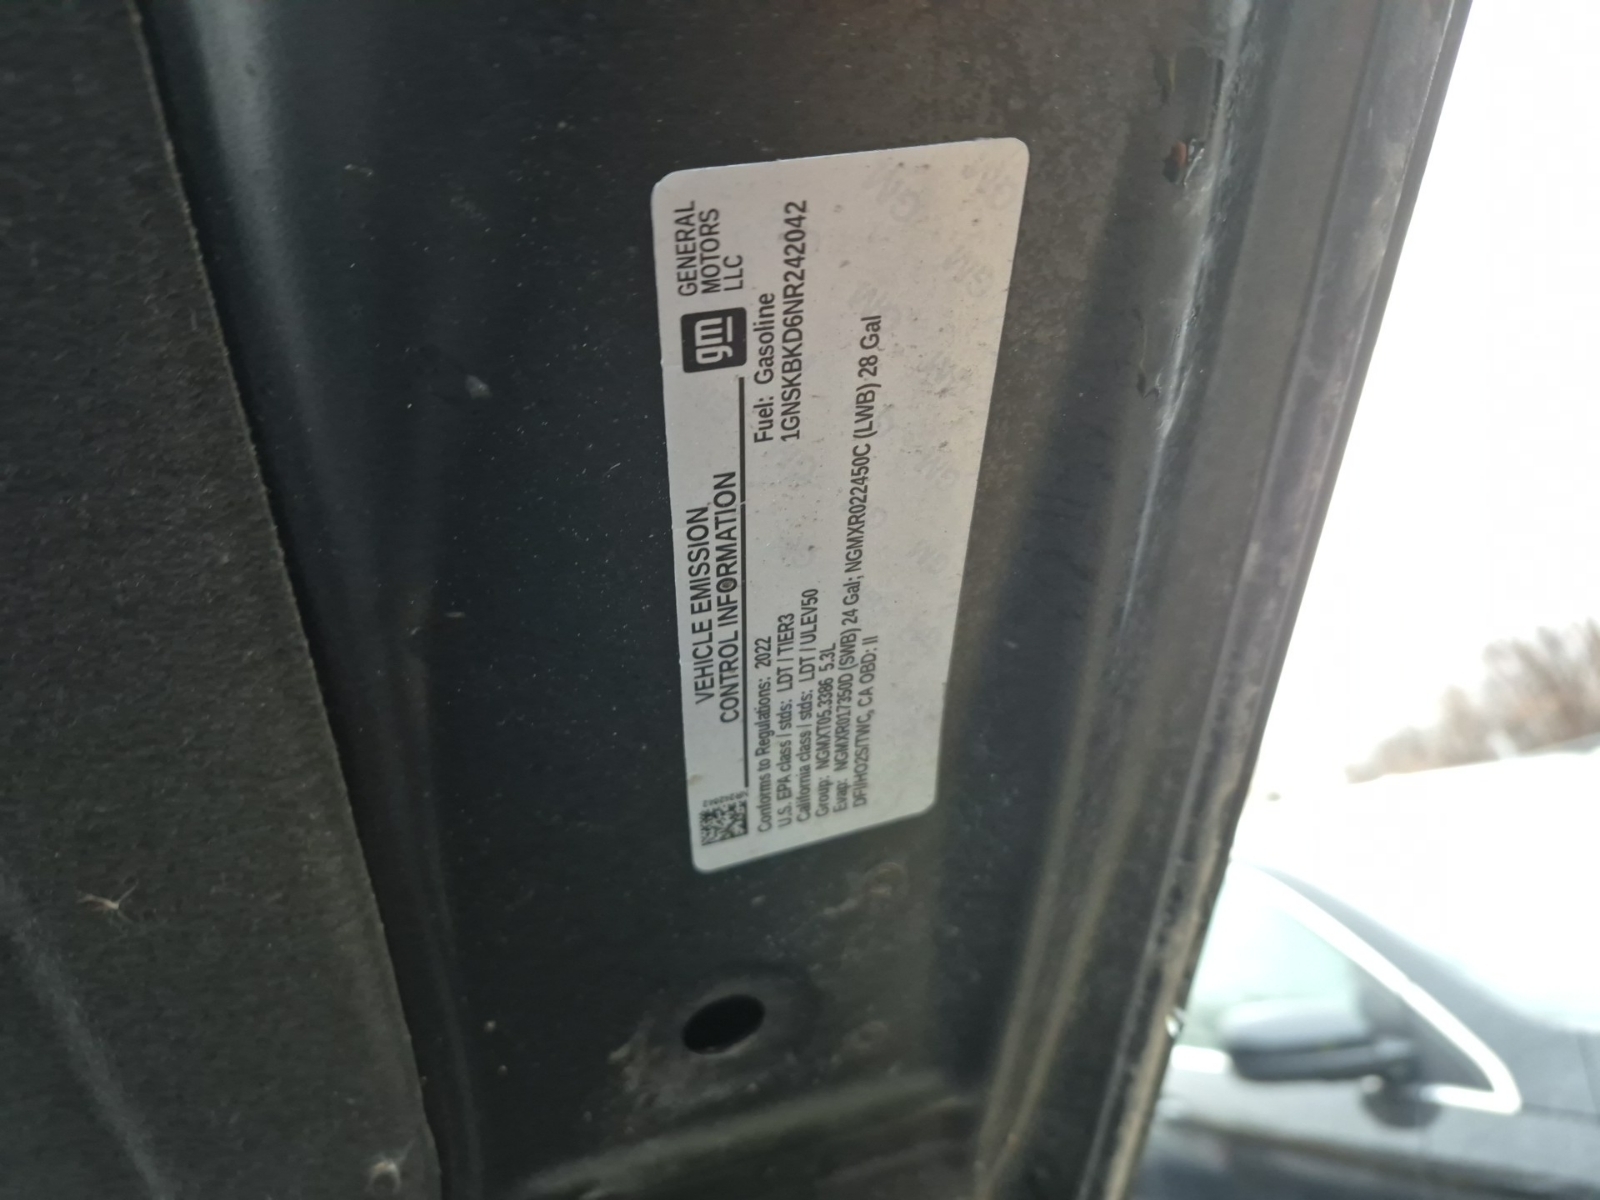 VEHICLE EMISSION
CONTROL INFORMATION
gm
GENERAL
MOTORS
LLC
Conforms to Regulations: 2022
Fuel: Gasoline
U.S. EPA class / stds: LDT / TIER3
1GNSKBKD6NR242042
California class / stds: LDT / ULEV50
Group: NGMXT05.3386 5.3L
Evap: NGMXR017350D (SWB) 24 Gal; NGMXR022450C (LWB) 28 Gal
DFI/HO2S/TWC, CA OBD: II